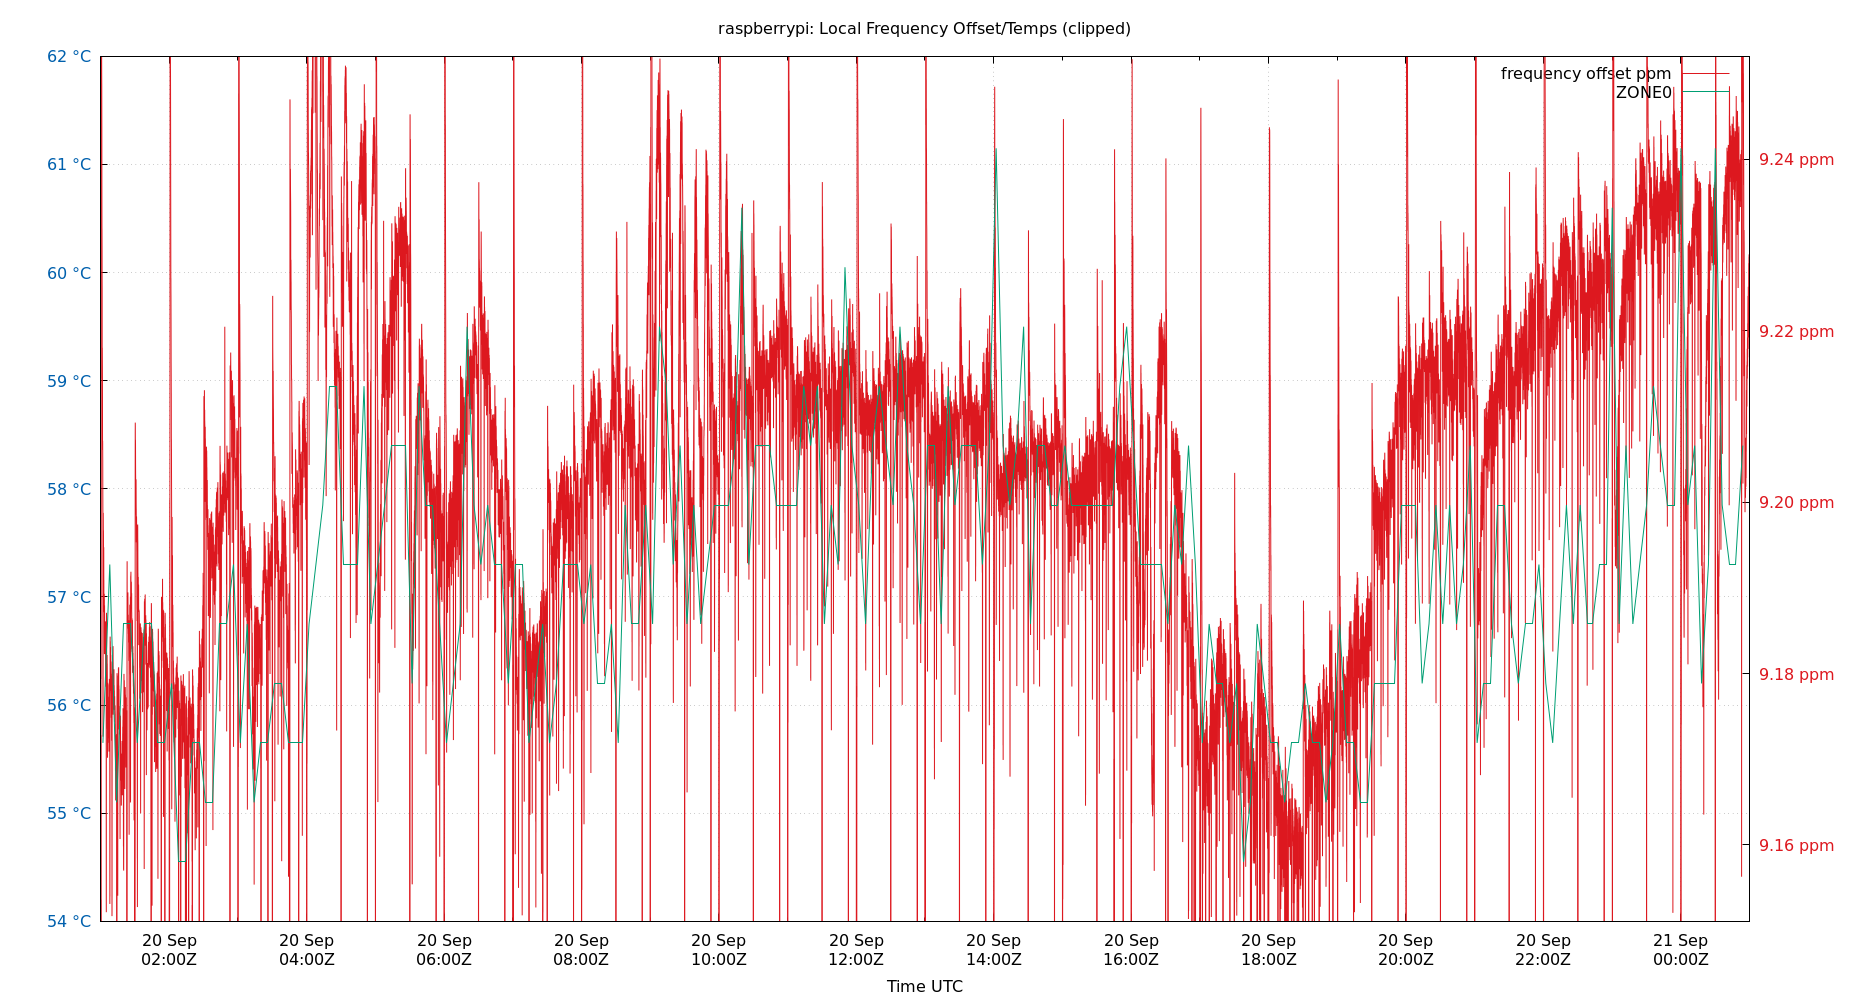 raspberrypi: Local Frequency Offset/Temps (clipped)
62 °C
61 °C
60 °C
59 °C
58 °C
57 °C
56 °C
55 °C
54 °C
frequency offset ppm
ZONE0
9.24 ppm
9.22 ppm
9.20 ppm
9.18 ppm
9.16 ppm
20 Sep 20 Sep 20 Sep 20 Sep 20 Sep 20 Sep 20 Sep 20 Sep 20 Sep 20 Sep 20 Sep 21 Sep
02:00Z 04:00Z 06:00Z 08:00Z 10:00Z 12:00Z 14:00Z 16:00Z 18:00Z 20:00Z 22:00Z 00:00Z
Time UTC